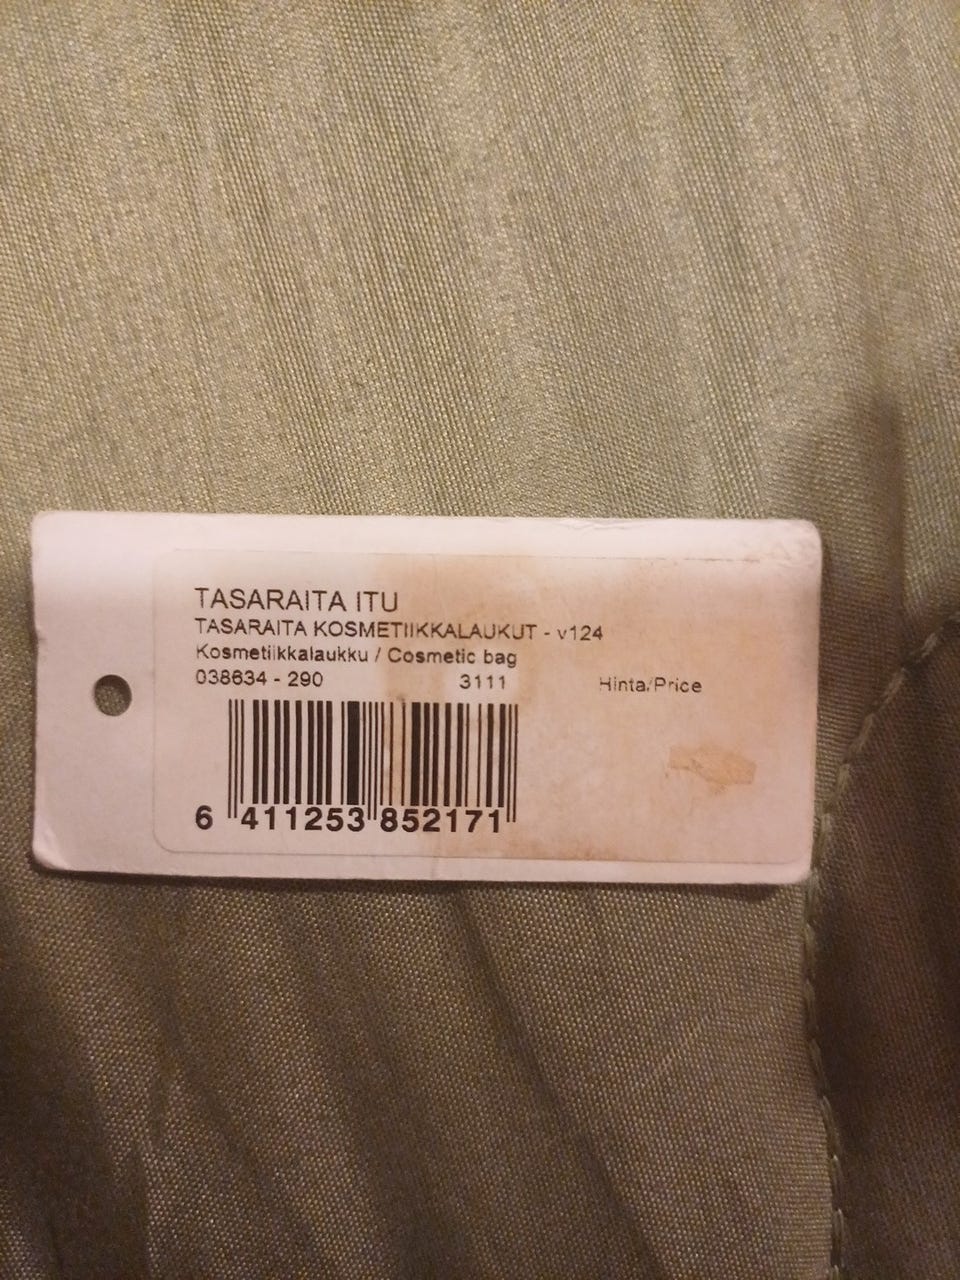 TASARAITA ITU
TASARAITA KOSMETIIKKALAUKUT - v124
Kosmetiikkalaukku / Cosmetic bag
038634 - 290 3111 Hinta/Price
6 411253 852171